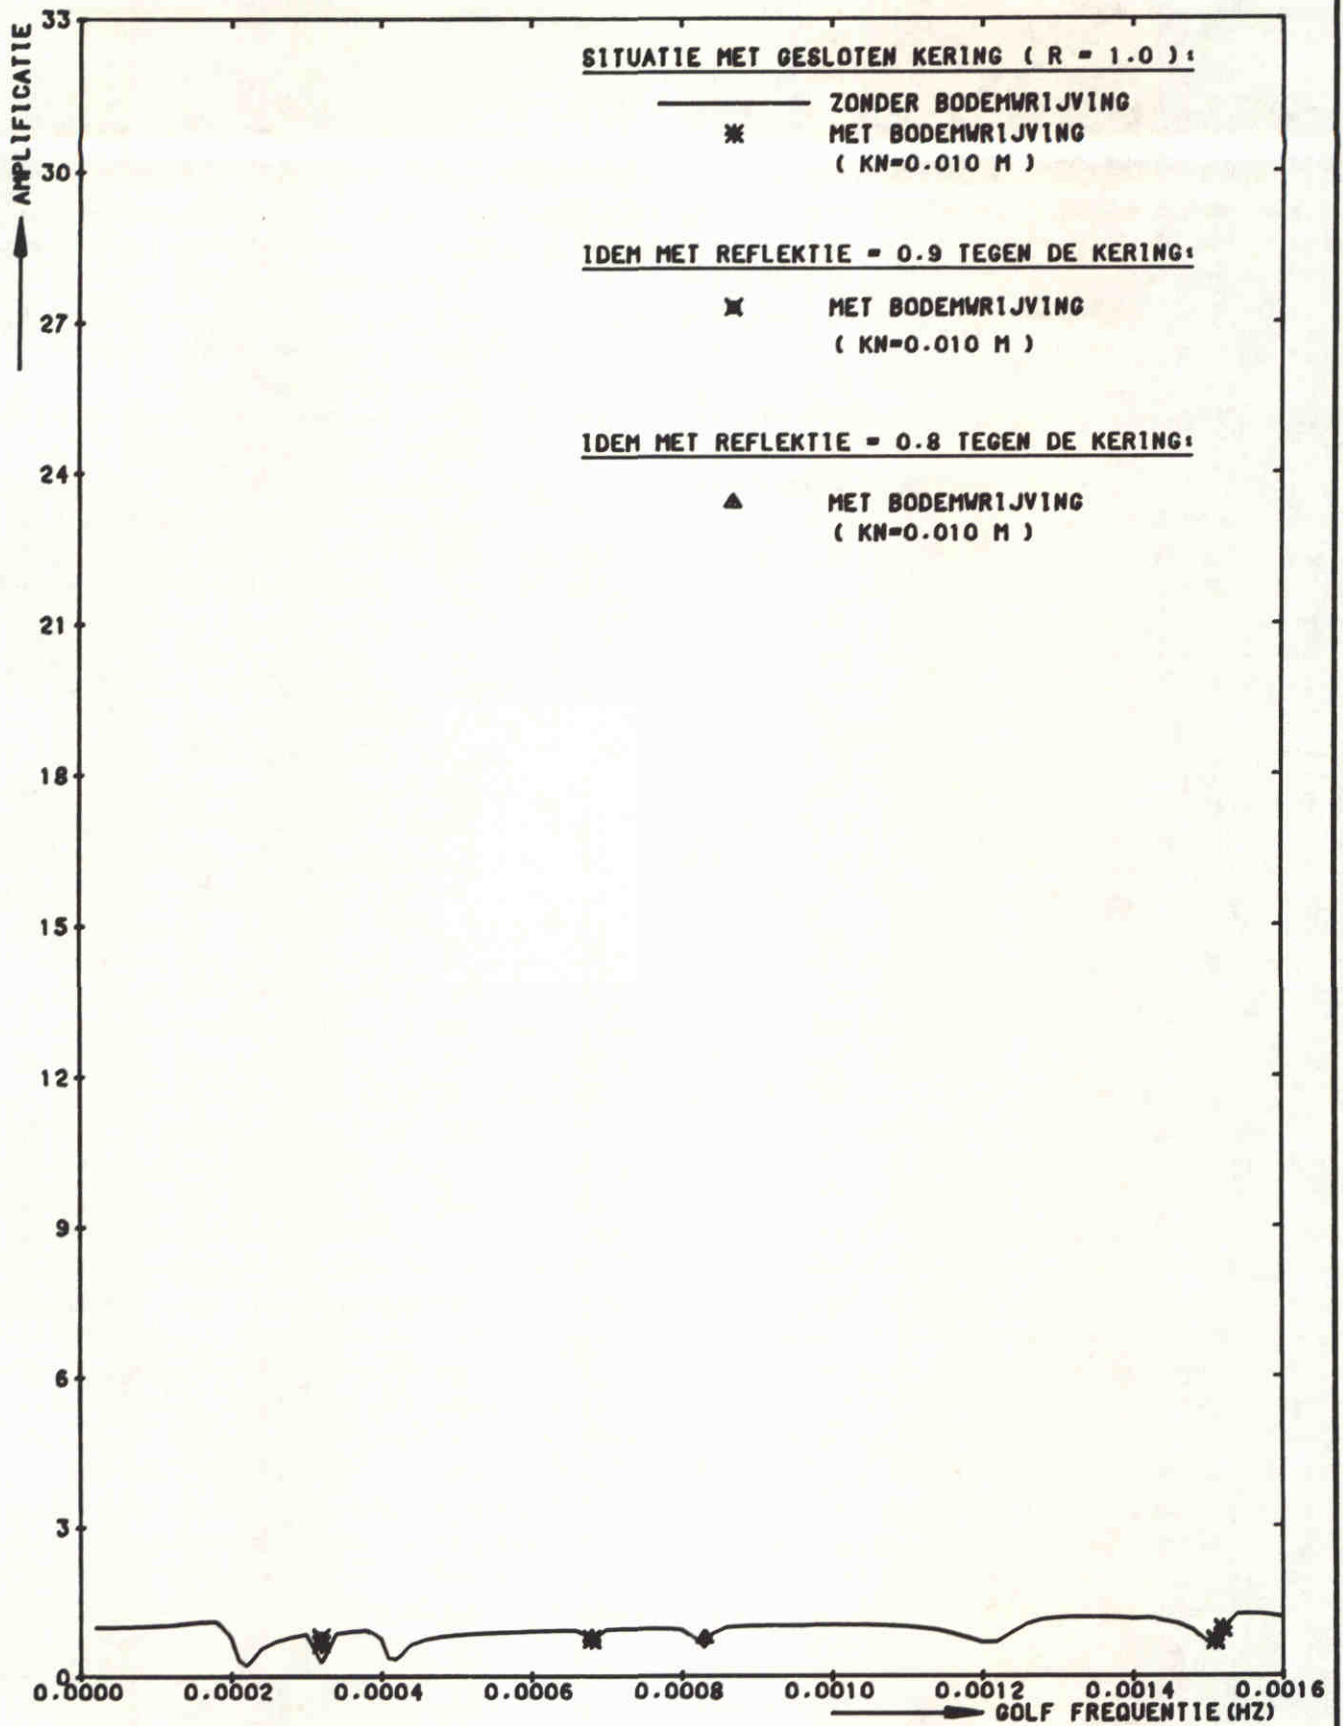 AMPLIFICATIE
33
30
27
24
21
18
15
12
9
6
3
0
SITUATIE MET GESLOTEN KERING ( R = 1.0 ):
ZONDER BODEMWRIJVING
MET BODEMWRIJVING
( KN=0.010 M )
IDEM MET REFLEKTIE = 0.9 TEGEN DE KERING:
MET BODEMWRIJVING
( KN=0.010 M )
IDEM MET REFLEKTIE = 0.8 TEGEN DE KERING:
MET BODEMWRIJVING
( KN=0.010 M )
0.0000 0.0002 0.0004 0.0006 0.0008 0.0010 0.0012 0.0014 0.0016
GOLF FREQUENTIE (HZ)